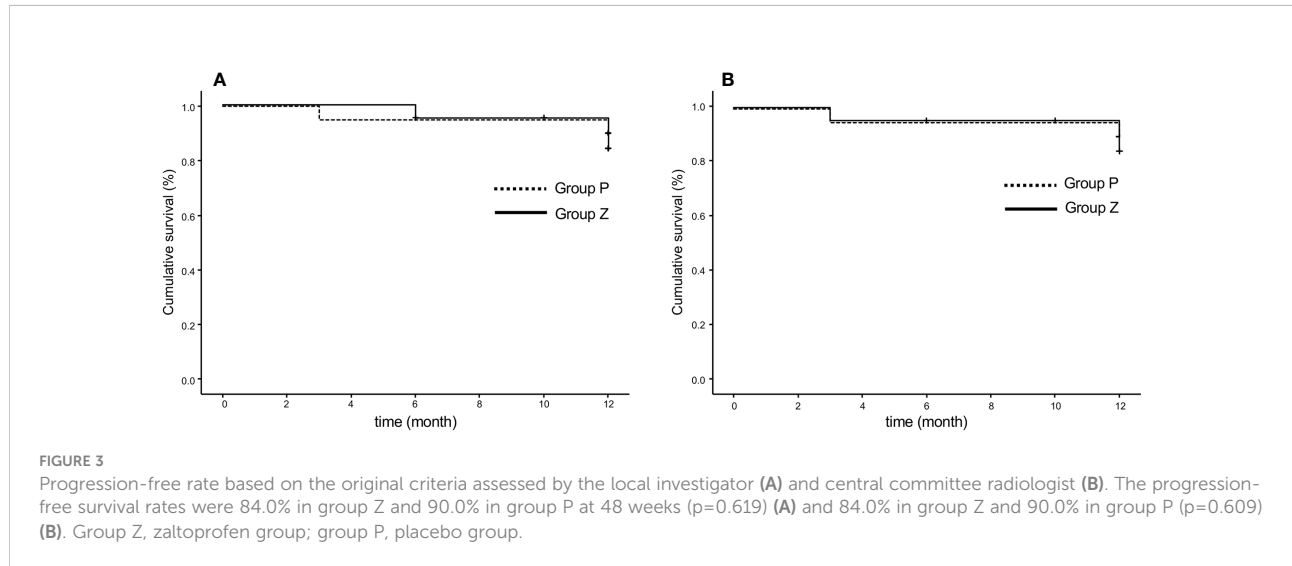 A
Cumulative survival (%)
1.0
0.8
0.6
0.4
0.2
0.0
Group P
Group Z
0 2 4 6 8 10 12
time (month)
B
Cumulative survival (%)
1.0
0.8
0.6
0.4
0.2
0.0
Group P
Group Z
0 2 4 6 8 10 12
time (month)
FIGURE 3
Progression-free rate based on the original criteria assessed by the local investigator (A) and central committee radiologist (B). The progression-
free survival rates were 84.0% in group Z and 90.0% in group P at 48 weeks (p=0.619) (A) and 84.0% in group Z and 90.0% in group P (p=0.609)
(B). Group Z, zaltoprofen group; group P, placebo group.